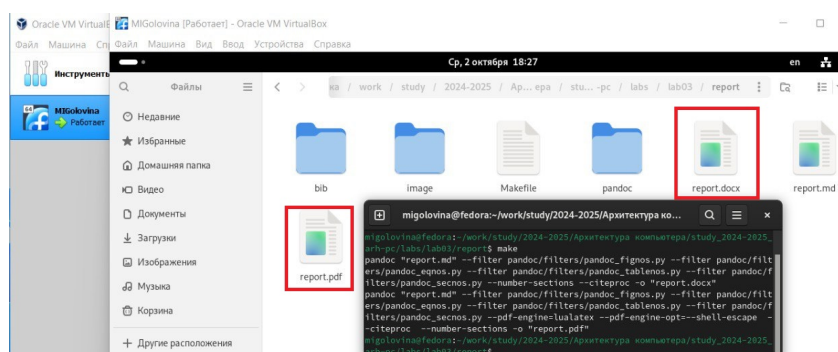 Oracle VM VirtualB
MIGolovina [Работает] - Oracle VM VirtualBox
Файл Машина Спр
Файл Машина Вид Ввод Устройства Справка
Инструменты
MIGolovina
Работает
Ср, 2 октября 18:27
en
Файлы
ка / work / study / 2024-2025 / Ар... ера / stu... -pc / labs / lab03 / report
Недавние
Избранные
Домашняя папка
Видео
Документы
Загрузки
Изображения
Музыка
Корзина
+ Другие расположения
bib
image
Makefile
pandoc
report.docx
report.md
report.pdf
migolovina@fedora:~/work/study/2024-2025/Архитектура ко...
migolovina@fedora:~/work/study/2024-2025/Архитектура компьютера/study_2024-2025_
arh-pc/labs/lab03/report$ make
pandoc "report.md" --filter pandoc/filters/pandoc_fignos.py --filter pandoc/filt
ers/pandoc_eqnos.py --filter pandoc/filters/pandoc_tablenos.py --filter pandoc/f
ilters/pandoc_secnos.py --number-sections --citeproc -o "report.docx"
pandoc "report.md" --filter pandoc/filters/pandoc_fignos.py --filter pandoc/filt
ers/pandoc_eqnos.py --filter pandoc/filters/pandoc_tablenos.py --filter pandoc/f
ilters/pandoc_secnos.py --pdf-engine=lualatex --pdf-engine-opt=--shell-escape -
-citeproc --number-sections -o "report.pdf"
migolovina@fedora:~/work/study/2024-2025/Архитектура компьютера/study_2024-2025_
arh-pc/labs/lab03/report$